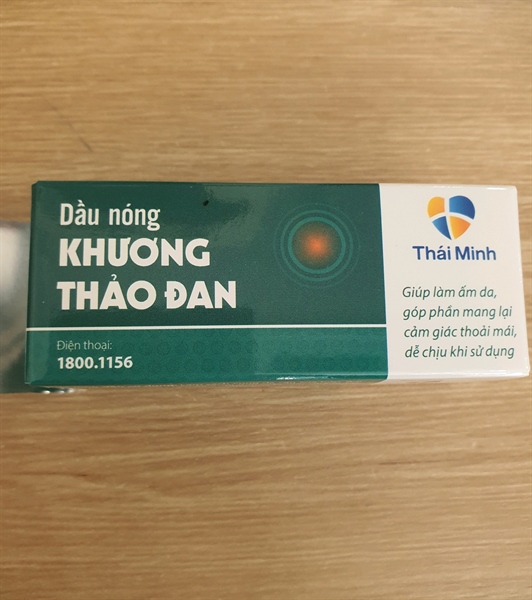 Dầu nóng
KHƯƠNG
THẢO ĐAN
Điện thoại:
1800.1156
Thái Minh
Giúp làm ấm da,
góp phần mang lại
cảm giác thoải mái,
dễ chịu khi sử dụng